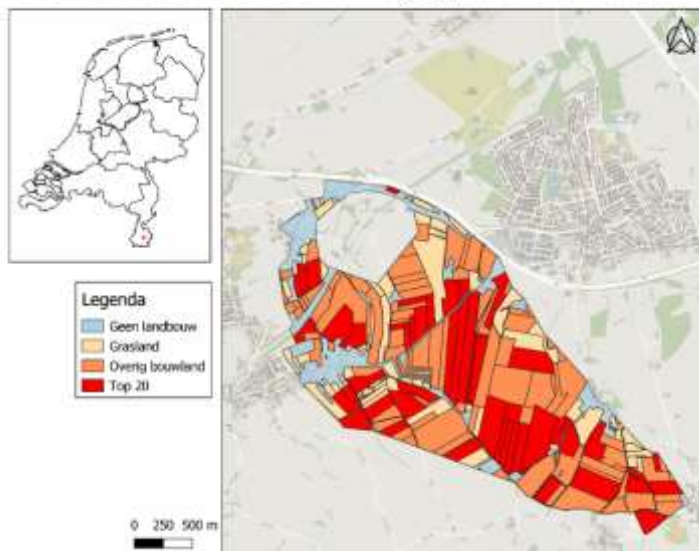 Legenda
Geen landbouw
Grasland
Overig bouwland
Top 20
0 250 500 m